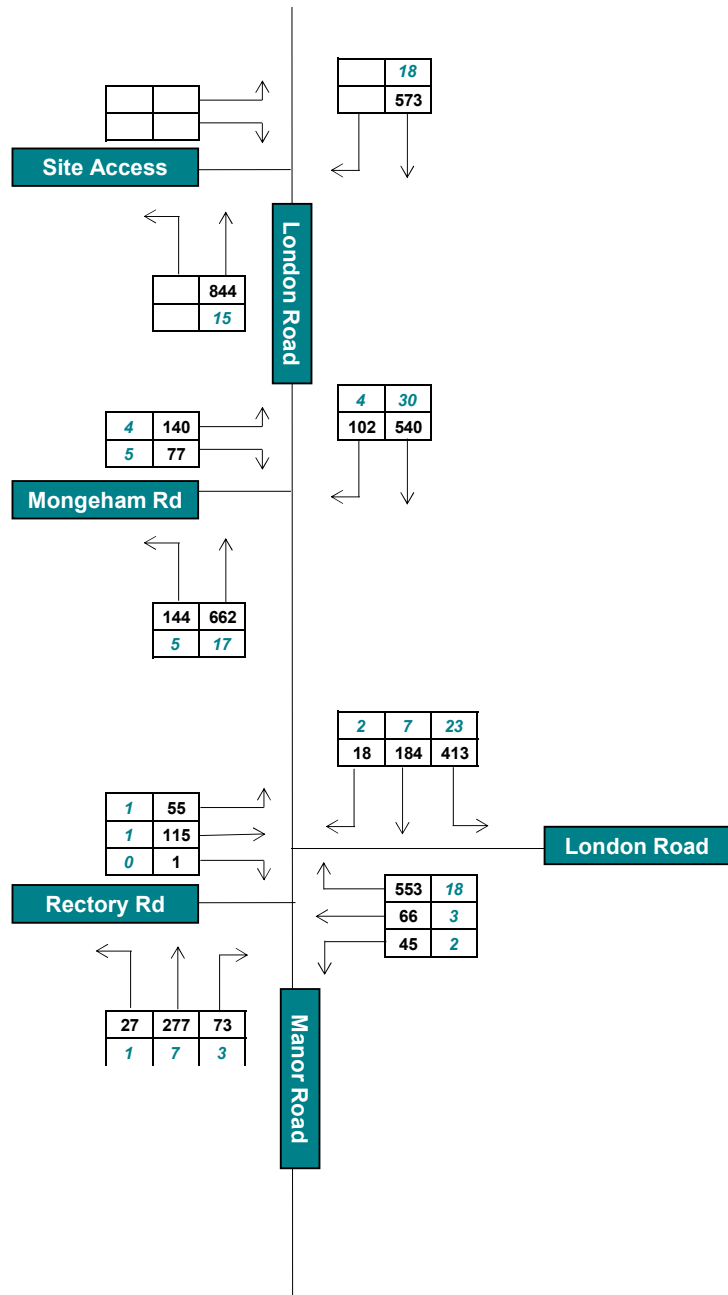 18
573
Site Access
London Road
844
15
4 30
102 540
4 140
5 77
Mongeham Rd
144 662
5 17
2 7 23
18 184 413
1 55
1 115
0 1
London Road
Rectory Rd
553 18
66 3
45 2
Manor Road
27 277 73
1 7 3